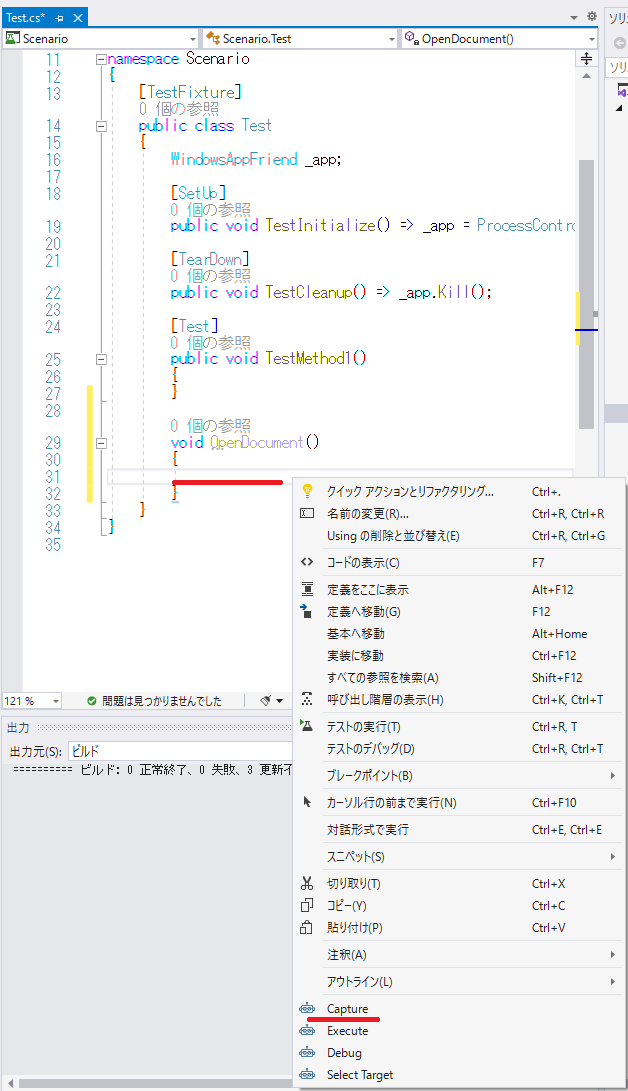 Test.cs*
ソリュ
Scenario
Scenario.Test
OpenDocument()
ソリュ
11 namespace Scenario
12 {
13 [TestFixture]
0 個の参照
14 public class Test
15 {
16 WindowsAppFriend _app;
17
18 [SetUp]
0 個の参照
19 public void TestInitialize() => _app = ProcessContro
20
21 [TearDown]
0 個の参照
22 public void TestCleanup() => _app.Kill();
23
24 [Test]
0 個の参照
25 public void TestMethod1()
26 {
27 }
28
0 個の参照
29 void OpenDocument()
30 {
31
32 }
33 }
34 }
35
クイック アクションとリファクタリング... Ctrl+.
名前の変更(R)... Ctrl+R, Ctrl+R
Using の削除と並び替え(E) Ctrl+R, Ctrl+G
コードの表示(C) F7
定義をここに表示 Alt+F12
定義へ移動(G) F12
基本へ移動 Alt+Home
実装に移動 Ctrl+F12
すべての参照を検索(A) Shift+F12
呼び出し階層の表示(H) Ctrl+K, Ctrl+T
テストの実行(T) Ctrl+R, T
テストのデバッグ(D) Ctrl+R, Ctrl+T
ブレークポイント(B)
カーソル行の前まで実行(N) Ctrl+F10
対話形式で実行 Ctrl+E, Ctrl+E
スニペット(S)
切り取り(T) Ctrl+X
コピー(Y) Ctrl+C
貼り付け(P) Ctrl+V
注釈(A)
アウトライン(L)
Capture
Execute
Debug
Select Target
121 %
問題は見つかりませんでした
出力
出力元(S): ビルド
========== ビルド: 0 正常終了、0 失敗、3 更新不